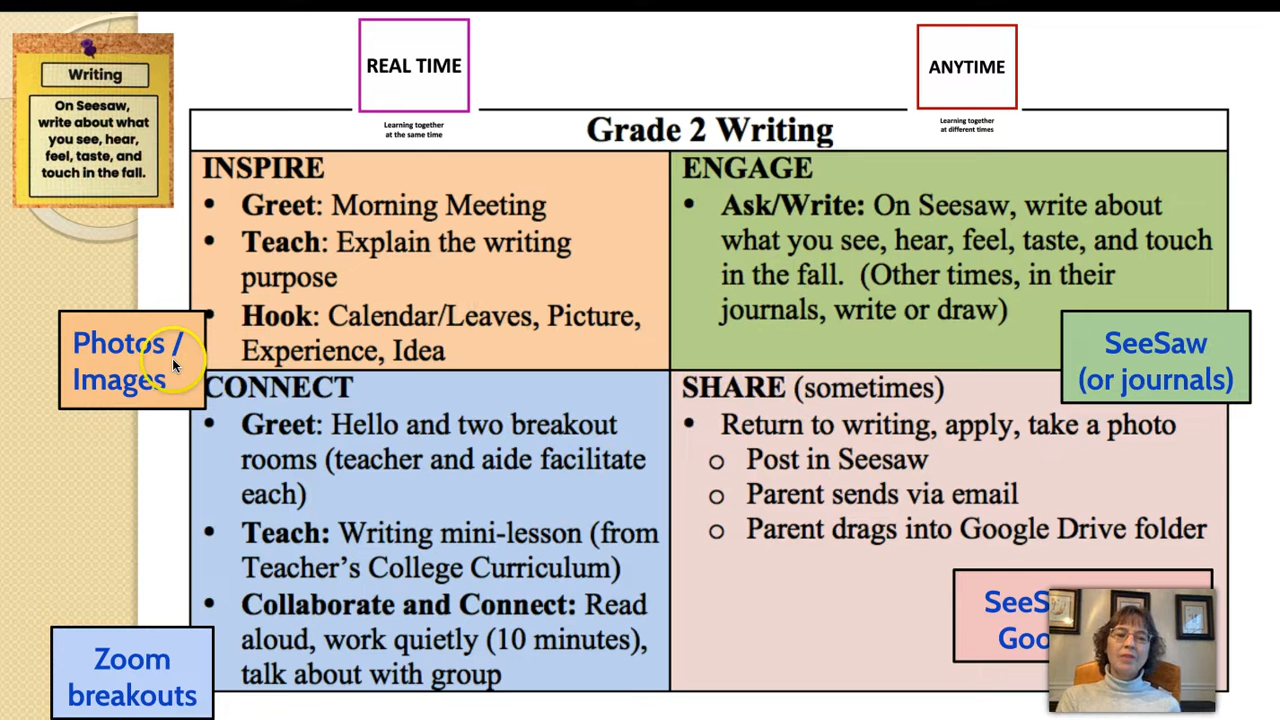 REAL TIME
Learning together
at the same time
ANYTIME
Learning together
at different times
Writing
On Seesaw,
write about what
you see, hear,
feel, taste, and
touch in the fall.
Grade 2 Writing
INSPIRE
• Greet: Morning Meeting
• Teach: Explain the writing
purpose
• Hook: Calendar/Leaves, Picture,
Experience, Idea
Photos /
Images
ENGAGE
• Ask/Write: On Seesaw, write about
what you see, hear, feel, taste, and touch
in the fall. (Other times, in their
journals, write or draw)
SeeSaw
(or journals)
CONNECT
• Greet: Hello and two breakout
rooms (teacher and aide facilitate
each)
• Teach: Writing mini-lesson (from
Teacher’s College Curriculum)
• Collaborate and Connect: Read
aloud, work quietly (10 minutes),
talk about with group
Zoom
breakouts
SHARE (sometimes)
• Return to writing, apply, take a photo
o Post in Seesaw
o Parent sends via email
o Parent drags into Google Drive folder